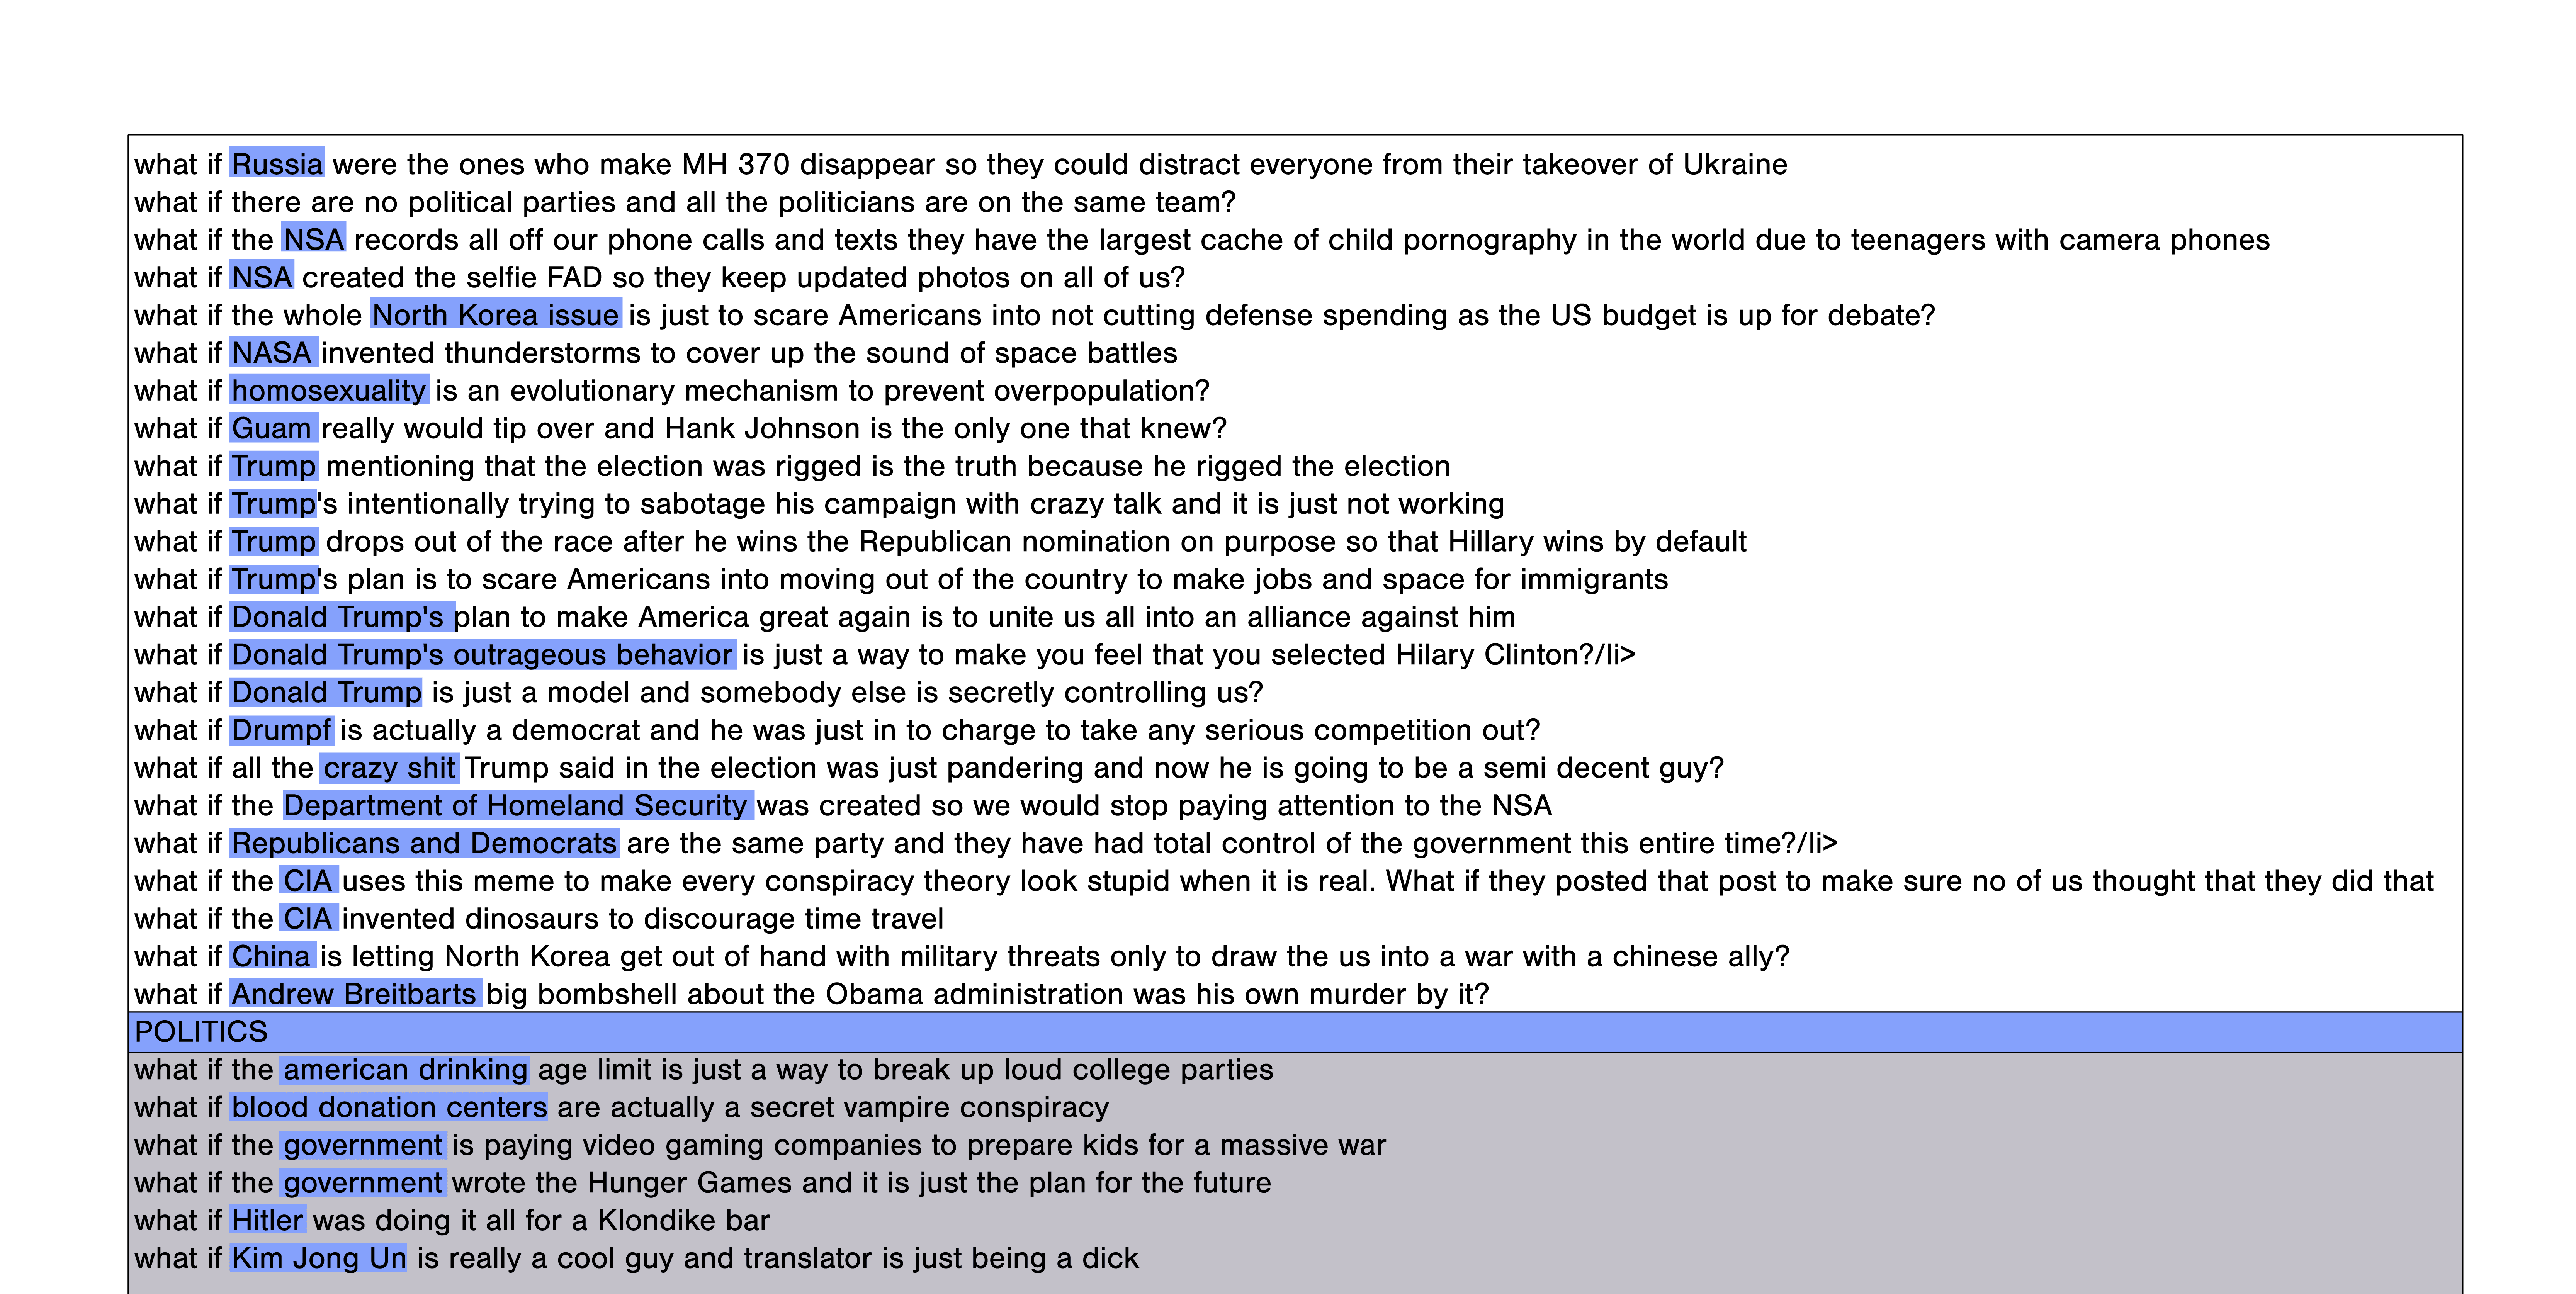 what if Russia were the ones who make MH 370 disappear so they could distract everyone from their takeover of Ukraine
what if there are no political parties and all the politicians are on the same team?
what if the NSA records all off our phone calls and texts they have the largest cache of child pornography in the world due to teenagers with camera phones
what if NSA created the selfie FAD so they keep updated photos on all of us?
what if the whole North Korea issue is just to scare Americans into not cutting defense spending as the US budget is up for debate?
what if NASA invented thunderstorms to cover up the sound of space battles
what if homosexuality is an evolutionary mechanism to prevent overpopulation?
what if Guam really would tip over and Hank Johnson is the only one that knew?
what if Trump mentioning that the election was rigged is the truth because he rigged the election
what if Trump's intentionally trying to sabotage his campaign with crazy talk and it is just not working
what if Trump drops out of the race after he wins the Republican nomination on purpose so that Hillary wins by default
what if Trump's plan is to scare Americans into moving out of the country to make jobs and space for immigrants
what if Donald Trump's plan to make America great again is to unite us all into an alliance against him
what if Donald Trump's outrageous behavior is just a way to make you feel that you selected Hilary Clinton?/li>
what if Donald Trump is just a model and somebody else is secretly controlling us?
what if Drumpf is actually a democrat and he was just in to charge to take any serious competition out?
what if all the crazy shit Trump said in the election was just pandering and now he is going to be a semi decent guy?
what if the Department of Homeland Security was created so we would stop paying attention to the NSA
what if Republicans and Democrats are the same party and they have had total control of the government this entire time?/li>
what if the CIA uses this meme to make every conspiracy theory look stupid when it is real. What if they posted that post to make sure no of us thought that they did that
what if the CIA invented dinosaurs to discourage time travel
what if China is letting North Korea get out of hand with military threats only to draw the us into a war with a chinese ally?
what if Andrew Breitbarts big bombshell about the Obama administration was his own murder by it?
POLITICS
what if the american drinking age limit is just a way to break up loud college parties
what if blood donation centers are actually a secret vampire conspiracy
what if the government is paying video gaming companies to prepare kids for a massive war
what if the government wrote the Hunger Games and it is just the plan for the future
what if Hitler was doing it all for a Klondike bar
what if Kim Jong Un is really a cool guy and translator is just being a dick